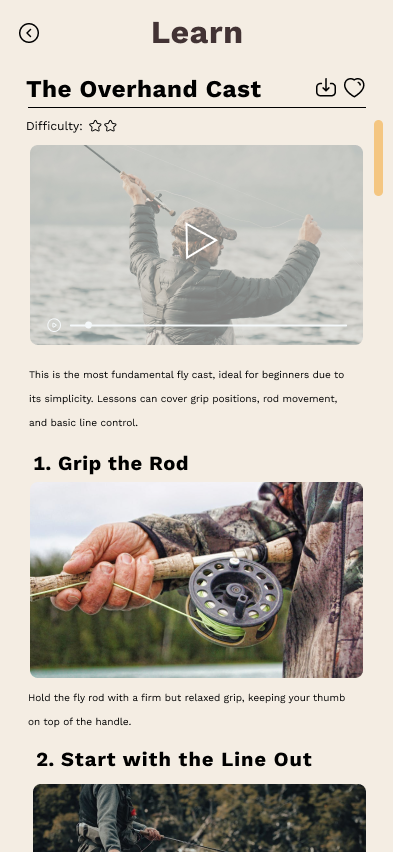 Learn
The Overhand Cast
Difficulty:
This is the most fundamental fly cast, ideal for beginners due to
its simplicity. Lessons can cover grip positions, rod movement,
and basic line control.
1. Grip the Rod
Hold the fly rod with a firm but relaxed grip, keeping your thumb
on top of the handle.
2. Start with the Line Out